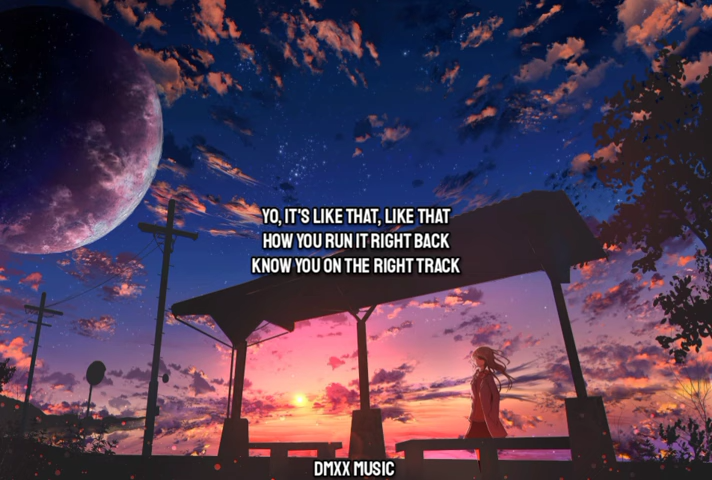 YO, IT'S LIKE THAT, LIKE THAT
HOW YOU RUN IT RIGHT BACK
KNOW YOU ON THE RIGHT TRACK
DMXX MUSIC